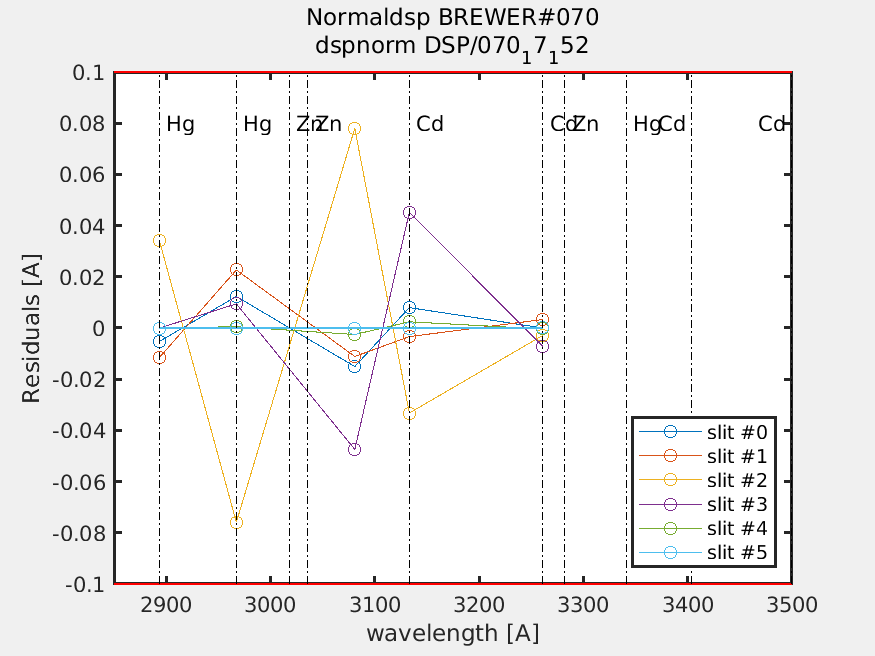 Normaldsp BREWER#070
dspnorm DSP/070₁7₁52
0.1
0.08
0.06
0.04
0.02
0
-0.02
-0.04
-0.06
-0.08
-0.1
Residuals [A]
Hg
Hg
Zn
Zn
Cd
Cd
Zn
Hg
Cd
Cd
slit #0
slit #1
slit #2
slit #3
slit #4
slit #5
2900
3000
3100
3200
3300
3400
3500
wavelength [A]